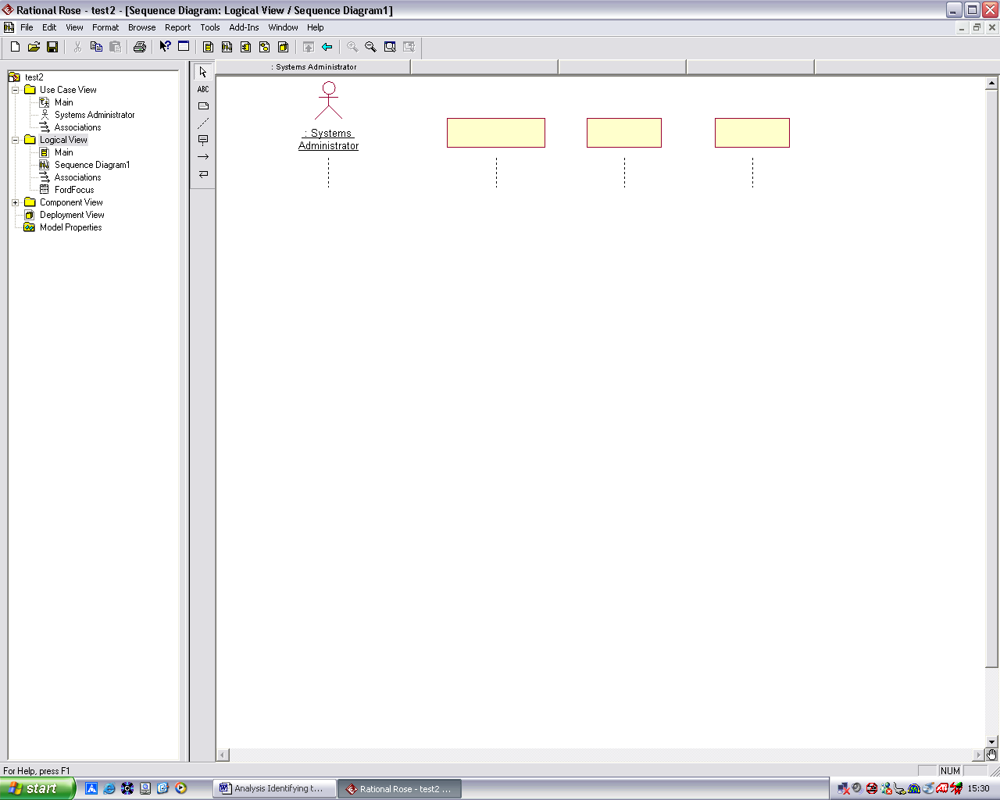 Rational Rose - test2 - [Sequence Diagram: Logical View / Sequence Diagram1]
File Edit View Format Browse Report Tools Add-Ins Window Help
: Systems Administrator
ABC
test2
Use Case View
Main
Systems Administrator
Associations
Logical View
Main
Sequence Diagram1
Associations
FordFocus
Component View
Deployment View
Model Properties
: Systems
Administrator
For Help, press F1
NUM
start
Analysis Identifying t...
Rational Rose - test2 ...
15:30